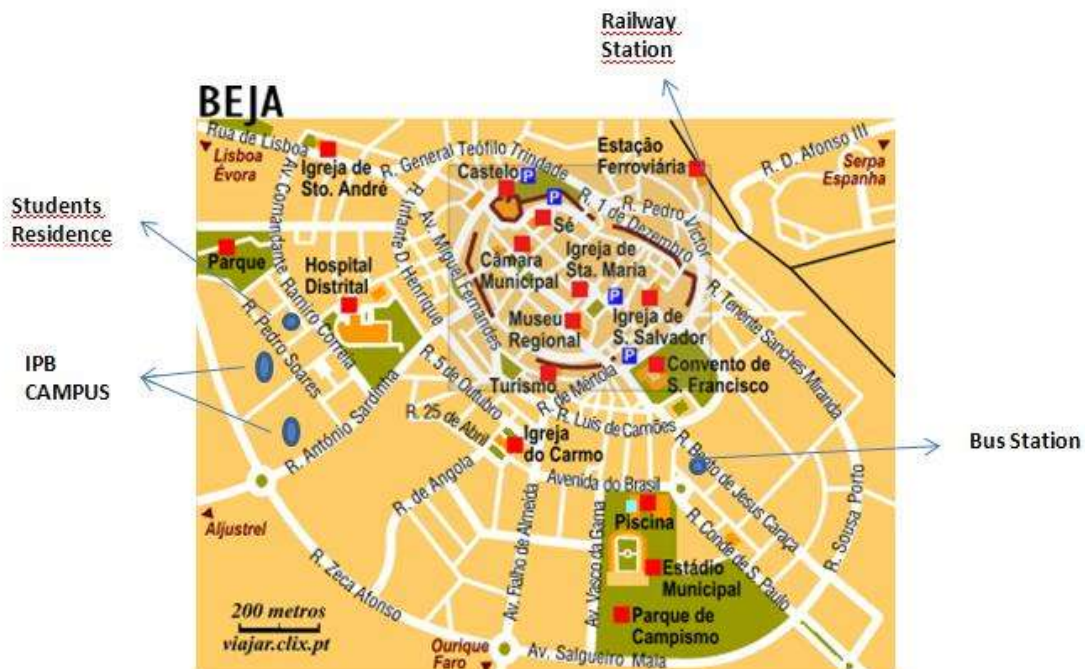 Railway
Station
BEJA
Rua de Lisboa
Lisboa
Évora
Igreja de
Sto. André
R. General Teófilo Trindade
Castelo
P
P
Estação
Ferroviária
R. D. Afonso III
Serpa
Espanha
Students
Residence
Av. Comandante Ramiro Correia
R. Infante D. Henrique
Av. Miguel Fernandes
Sé
R. 1 de Dezembro
R. Pedro Victor
Parque
Hospital
Distrital
Câmara
Municipal
Igreja de
Sta. Maria
P
R. Tenente Sanches Miranda
IPB
CAMPUS
R. Pedro Soares
Museu
Regional
Igreja de
S. Salvador
P
Convento de
S. Francisco
Turismo
R. de Mértola
R. 5 de Outubro
R. António Sardinha
R. 25 de Abril
R. Luis de Camões
Igreja
do Carmo
R. Bento de Jesus Caraça
Bus Station
R. de Angola
Avenida do Brasil
Piscina
R. Conde de S. Paulo
R. Sousa Porto
Aljustrel
R. Zeca Afonso
Av. Fialho de Almeida
Av. Vasco da Gama
Estádio
Municipal
Parque de
Campismo
200 metros
viajar.clix.pt
Ourique
Faro
Av. Salgueiro Maia